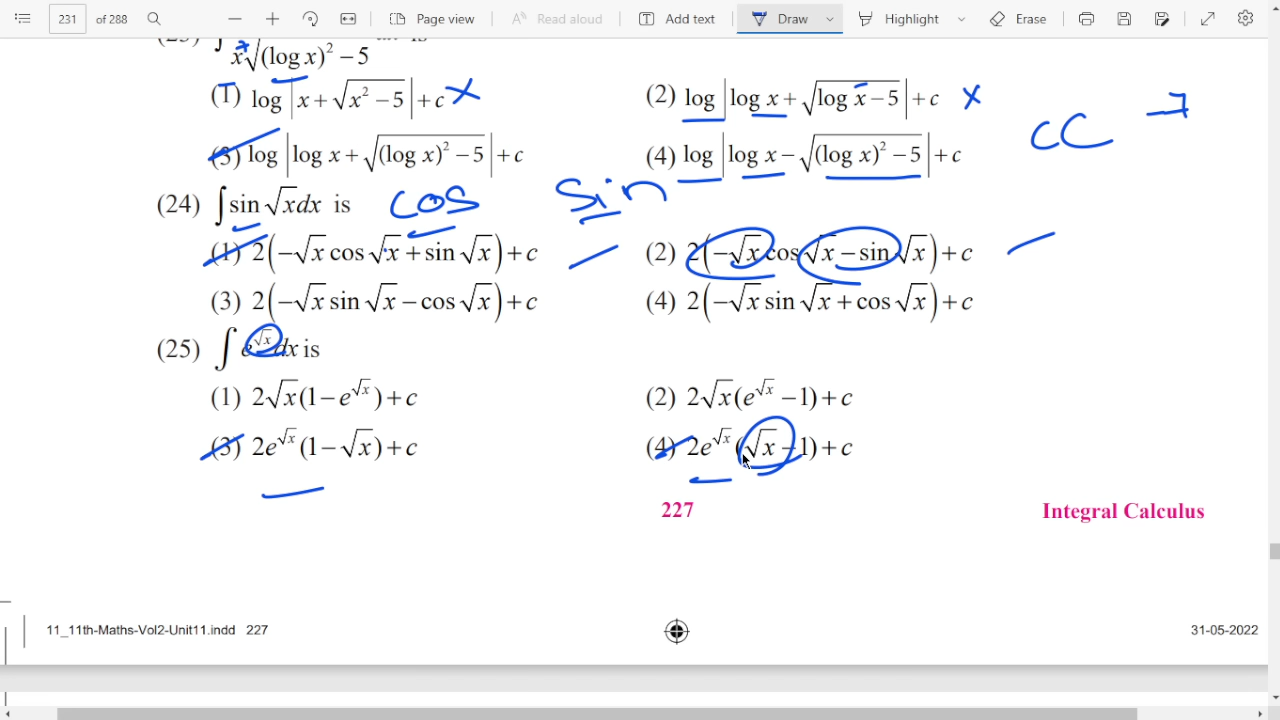 231 of 288 Page view Read aloud Add text Draw Highlight Erase
x√(log x)² − 5
(1) log |x + √(x² − 5)| + c x (2) log |log x + √(log x − 5)| + c x
CC →
(3) log |log x + √((log x)² − 5)| + c (4) log |log x − √((log x)² − 5)| + c
(24) ∫ sin √x dx is cos sin
(1) 2(−√x cos √x + sin √x) + c (2) 2(−√x cos √x − sin √x) + c
(3) 2(−√x sin √x − cos √x) + c (4) 2(−√x sin √x + cos √x) + c
(25) ∫ e^√x dx is
(1) 2√x(1 − e^√x) + c (2) 2√x(e^√x − 1) + c
(3) 2e^√x(1 − √x) + c (4) 2e^√x(√x − 1) + c
227 Integral Calculus
11_11th-Maths-Vol2-Unit11.indd 227 31-05-2022